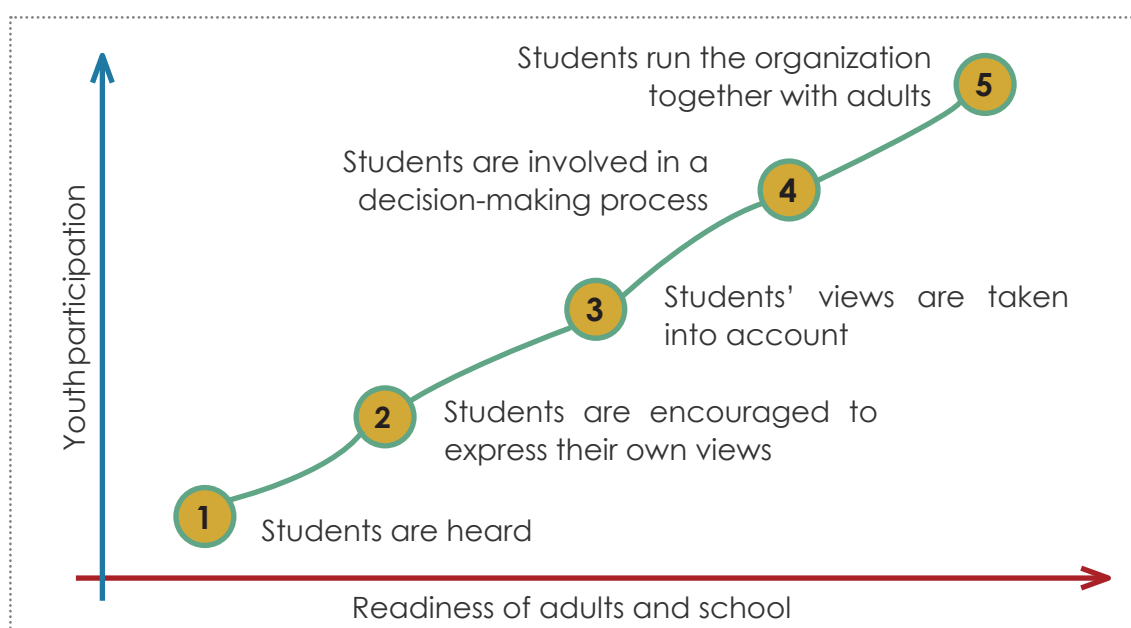 Students run the organization
together with adults
5
Students are involved in a
decision-making process
4
Youth participation
3
Students' views are taken
into account
2
Students are encouraged to
express their own views
1
Students are heard
Readiness of adults and school